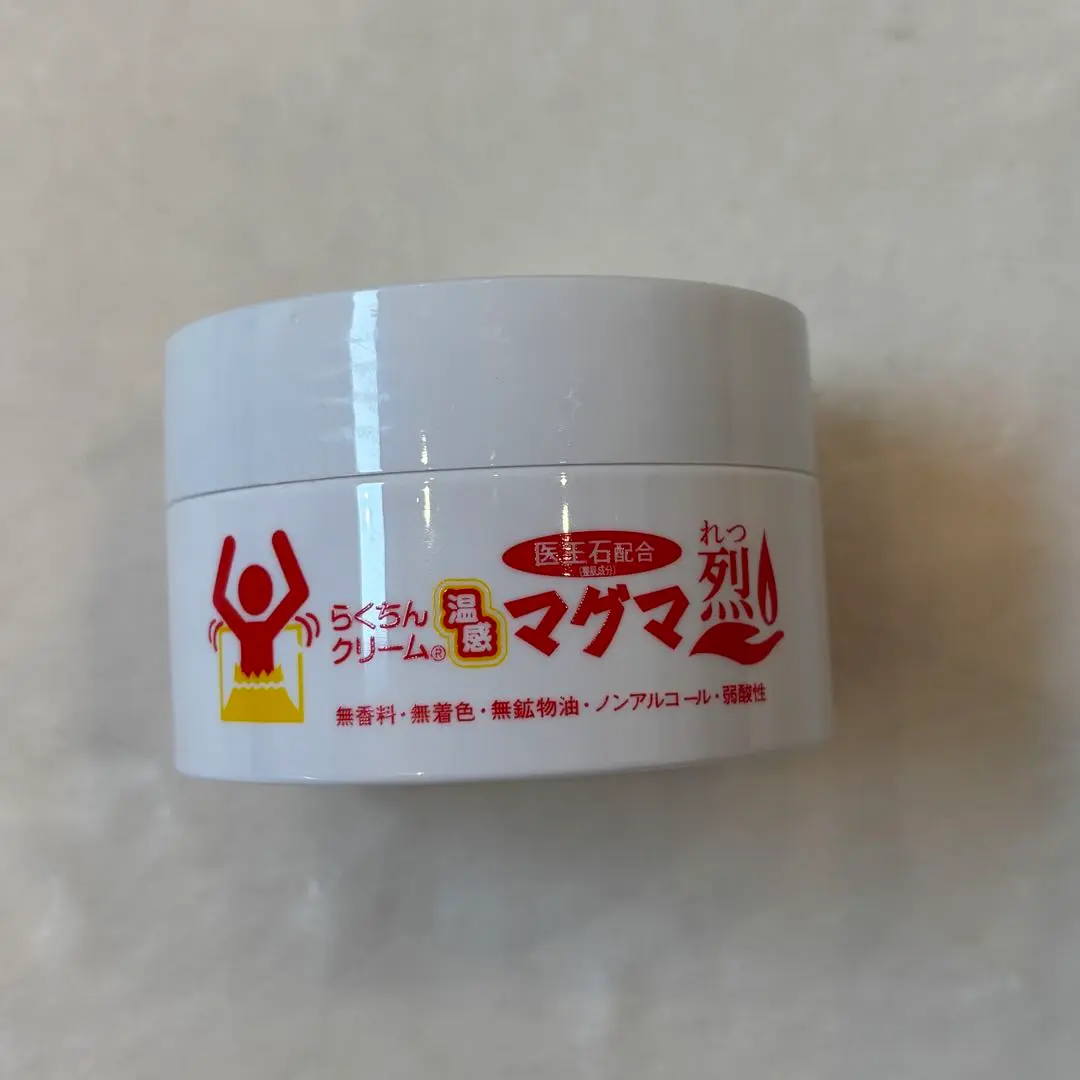 らくちん
クリーム®
温感
医王石配合
(整肌成分)
マグマ
れつ
烈
無香料・無着色・無鉱物油・ノンアルコール・弱酸性